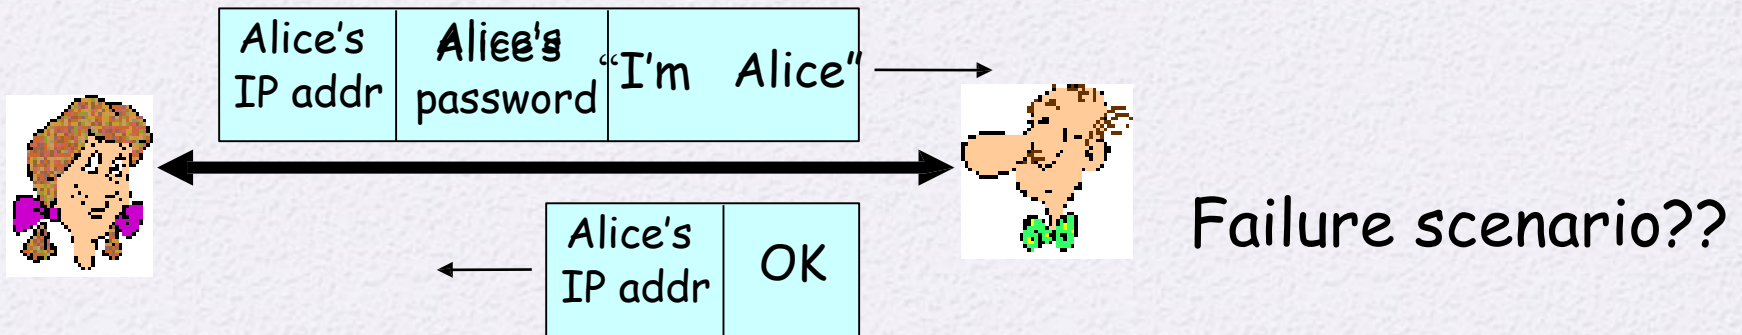 Alice's
IP addr
Alice's
password
“I'm Alice”
Failure scenario??
Alice's
IP addr
OK